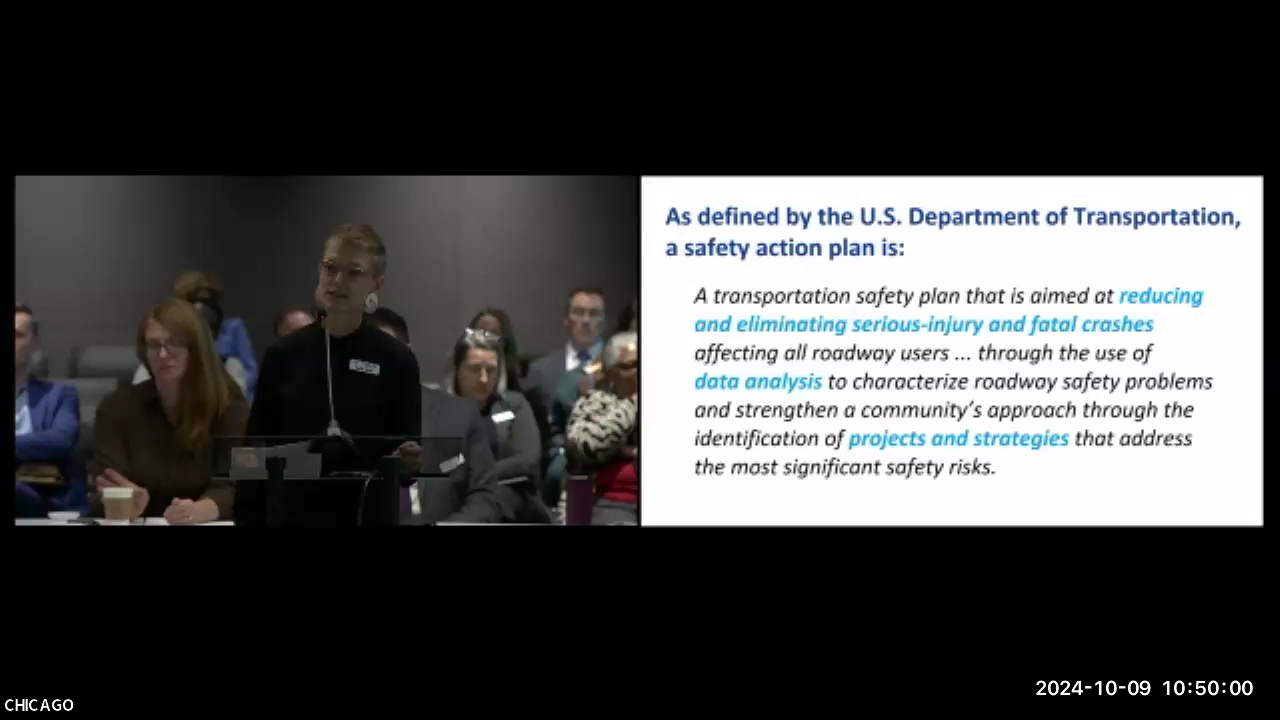 As defined by the U.S. Department of Transportation,
a safety action plan is:
A transportation safety plan that is aimed at reducing
and eliminating serious-injury and fatal crashes
affecting all roadway users ... through the use of
data analysis to characterize roadway safety problems
and strengthen a community's approach through the
identification of projects and strategies that address
the most significant safety risks.
2024-10-09 10:50:00
CHICAGO